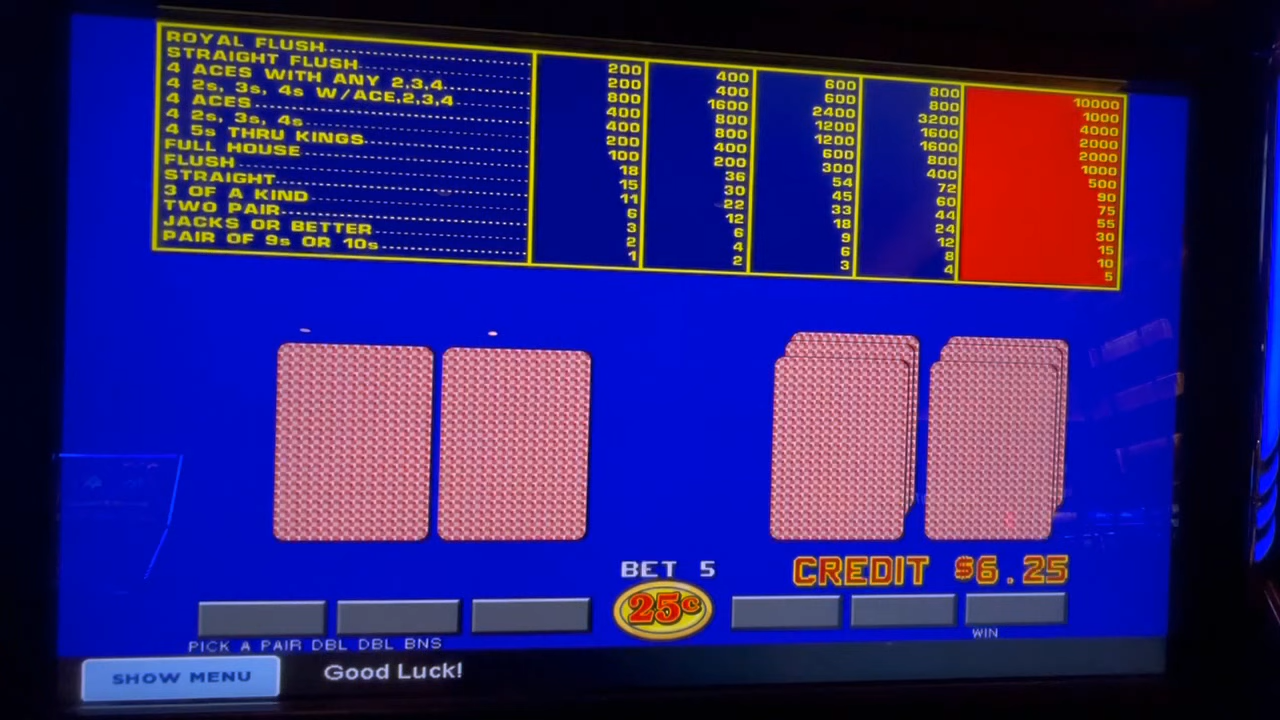 ROYAL FLUSH 200 400 600 800 10000
STRAIGHT FLUSH 200 400 600 800 1000
4 ACES WITH ANY 2,3,4 800 1600 2400 3200 4000
4 2s, 3s, 4s W/ACE,2,3,4 400 800 1200 1600 2000
4 ACES 400 800 1200 1600 2000
4 2s, 3s, 4s 200 400 600 800 1000
4 5s THRU KINGS 100 200 300 400 500
FULL HOUSE 18 36 54 72 90
FLUSH 15 30 45 60 75
STRAIGHT 11 22 33 44 55
3 OF A KIND 6 12 18 24 30
TWO PAIR 3 6 9 12 15
JACKS OR BETTER 2 4 6 8 10
PAIR OF 9s OR 10s 1 2 3 4 5
BET 5
CREDIT $6.25
25¢
PICK A PAIR DBL DBL BNS
WIN
SHOW MENU
Good Luck!